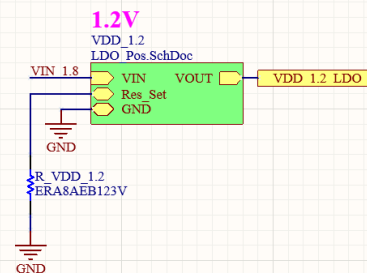 1.2V
VDD_1.2
LDO_Pos.SchDoc
VIN_1.8
VIN
VOUT
VDD_1.2_LDO
Res_Set
GND
GND
R_VDD_1.2
ERA8AEB123V
GND